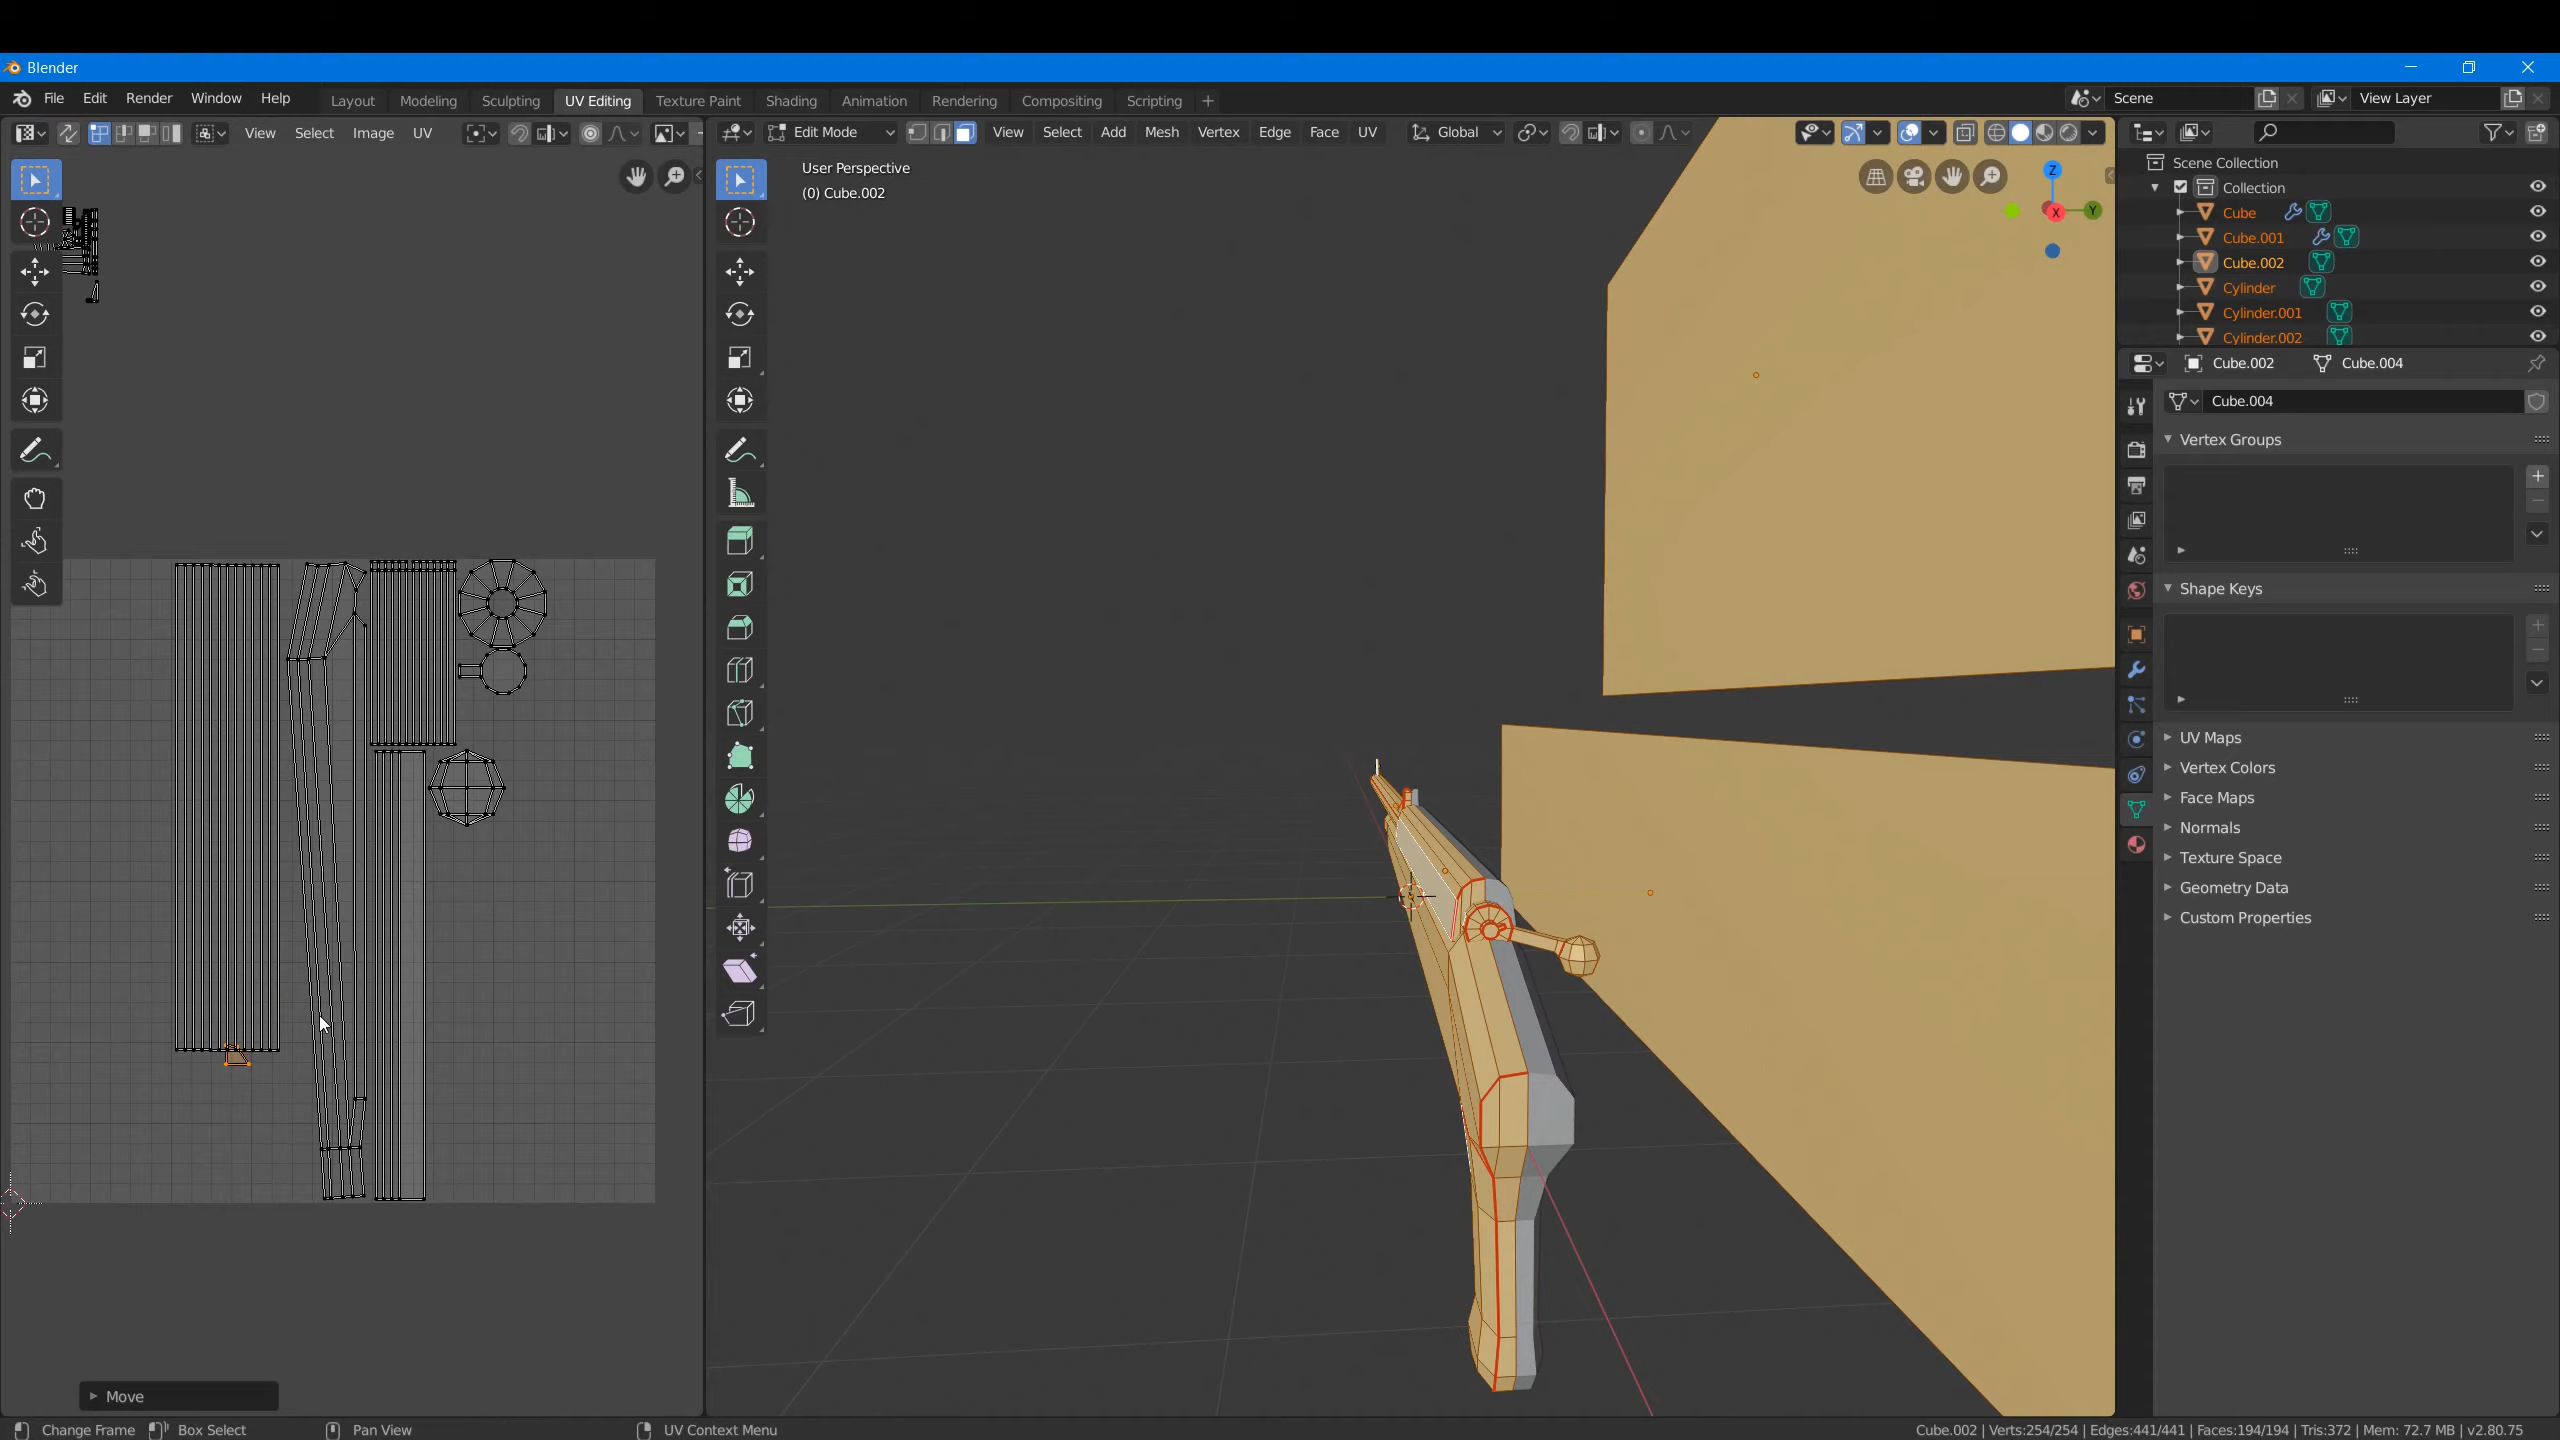 Blender
File Edit Render Window Help
Layout Modeling Sculpting UV Editing Texture Paint Shading Animation Rendering Compositing Scripting +
Scene
View Layer
View Select Image UV
Edit Mode
View Select Add Mesh Vertex Edge Face UV
Global
User Perspective
(0) Cube.002
Z
X
Y
Scene Collection
Collection
Cube
Cube.001
Cube.002
Cylinder
Cylinder.001
Cylinder.002
Cube.002
Cube.004
Cube.004
Vertex Groups
Shape Keys
UV Maps
Vertex Colors
Face Maps
Normals
Texture Space
Geometry Data
Custom Properties
Move
Change Frame
Box Select
Pan View
UV Context Menu
Cube.002 | Verts:254/254 | Edges:441/441 | Faces:194/194 | Tris:372 | Mem: 72.7 MB | v2.80.75